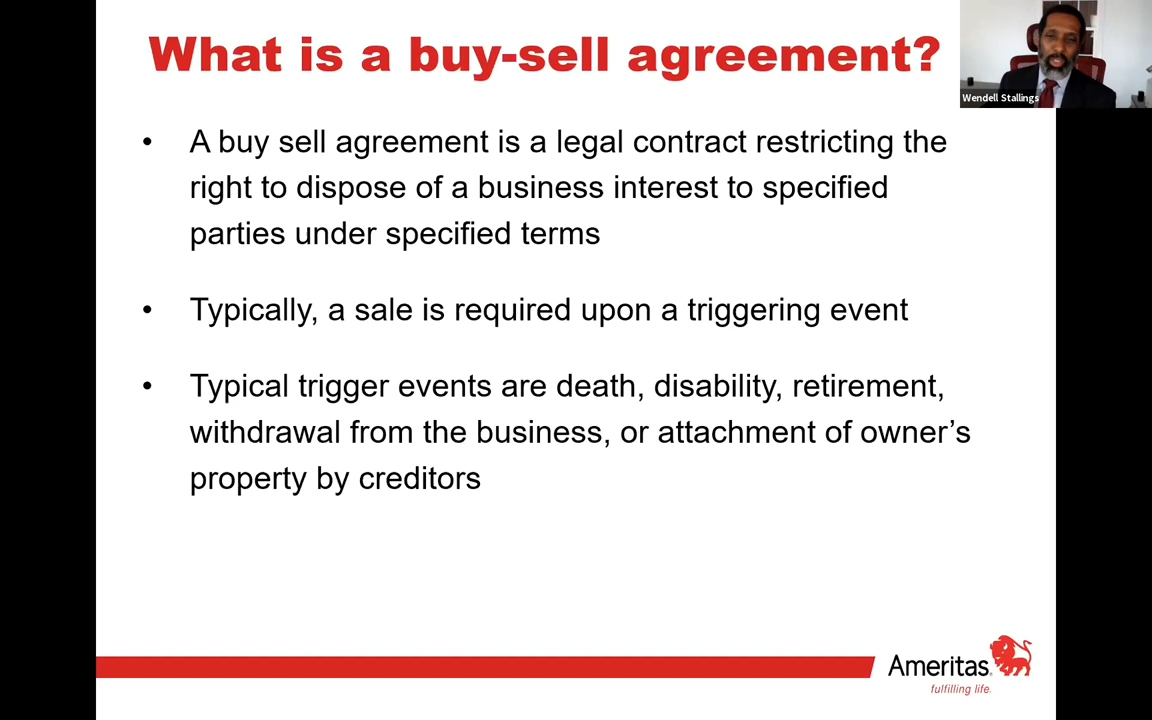 What is a buy-sell agreement?
Wendell Stallings
• A buy sell agreement is a legal contract restricting the
right to dispose of a business interest to specified
parties under specified terms
• Typically, a sale is required upon a triggering event
• Typical trigger events are death, disability, retirement,
withdrawal from the business, or attachment of owner’s
property by creditors
Ameritas
fulfilling life.